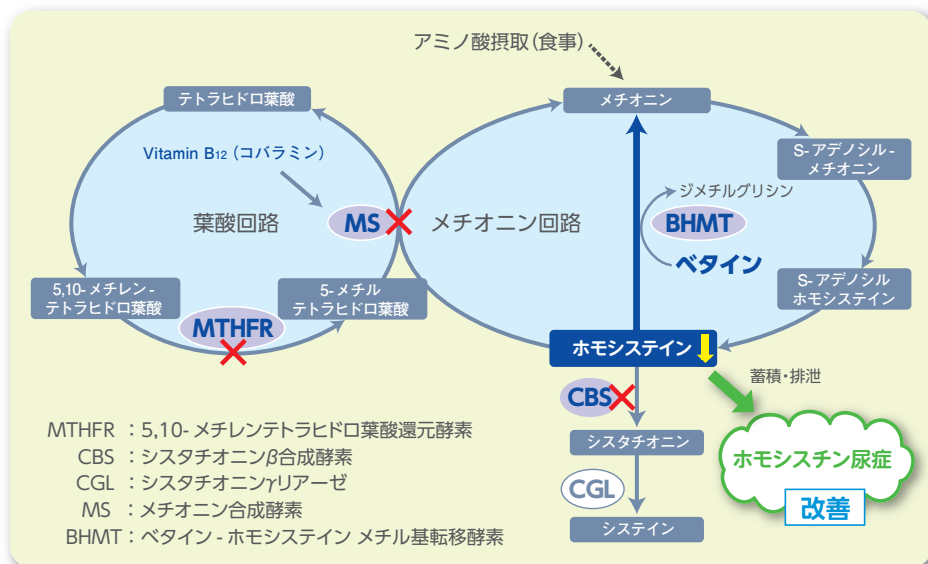 アミノ酸摂取（食事）
テトラヒドロ葉酸
メチオニン
Vitamin B12（コバラミン）
S-アデノシル-
メチオニン
ジメチルグリシン
葉酸回路
MS
メチオニン回路
BHMT
ベタイン
5,10-メチレン-
テトラヒドロ葉酸
5-メチル
テトラヒドロ葉酸
S-アデノシル
ホモシステイン
MTHFR
ホモシステイン
蓄積・排泄
CBS
シスタチオニン
ホモシスチン尿症
改善
CGL
システイン
MTHFR ：5,10-メチレンテトラヒドロ葉酸還元酵素
CBS ：シスタチオニンβ合成酵素
CGL ：シスタチオニンγリアーゼ
MS ：メチオニン合成酵素
BHMT：ベタイン-ホモシステイン メチル基転移酵素